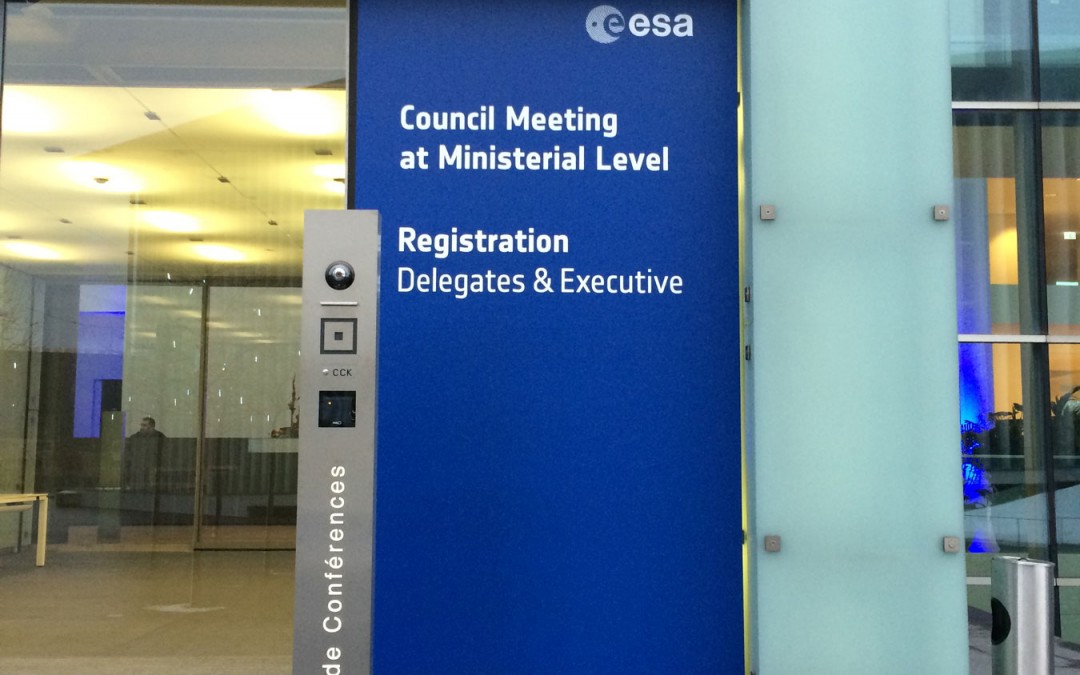 esa
Council Meeting
at Ministerial Level
Registration
Delegates & Executive
CCK
de Conférences